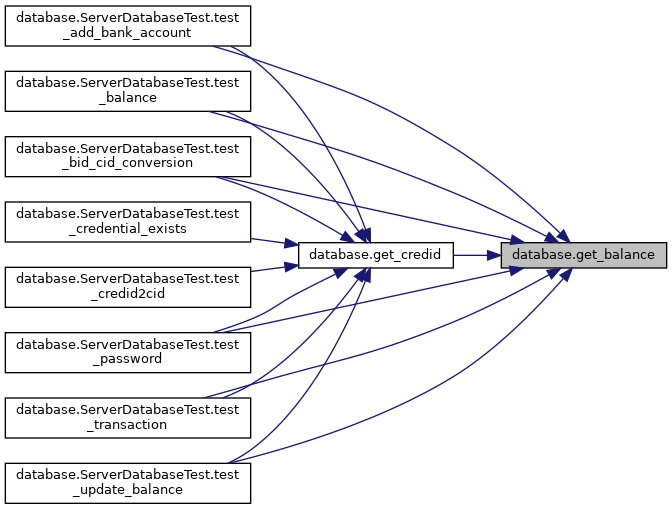 database.ServerDatabaseTest.test
_add_bank_account
database.ServerDatabaseTest.test
_balance
database.ServerDatabaseTest.test
_bid_cid_conversion
database.ServerDatabaseTest.test
_credential_exists
database.get_credid
database.get_balance
database.ServerDatabaseTest.test
_credid2cid
database.ServerDatabaseTest.test
_password
database.ServerDatabaseTest.test
_transaction
database.ServerDatabaseTest.test
_update_balance